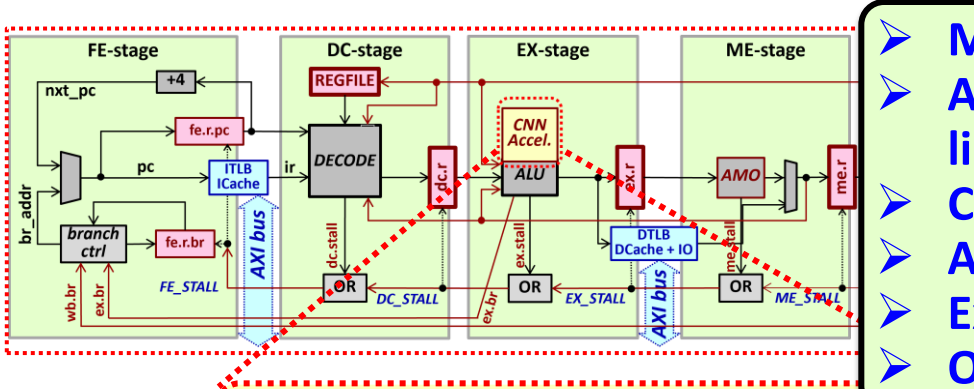 FE-stage
DC-stage
EX-stage
ME-stage
+4
nxt_pc
REGFILE
fe.r.pc
CNN
Accel.
DECODE
pc
ITLB
ICache
ir
dc.r
ALU
ex.r
AMO
me.r
br_addr
branch
ctrl
fe.r.br
AXI bus
dc.stall
ex.stall
DTLB
DCache + IO
me.stall
FE_STALL
OR
DC_STALL
OR
EX_STALL
OR
ME_STALL
wb.br
ex.br
ex.br
AXI bus
M
A
li
C
A
E
O